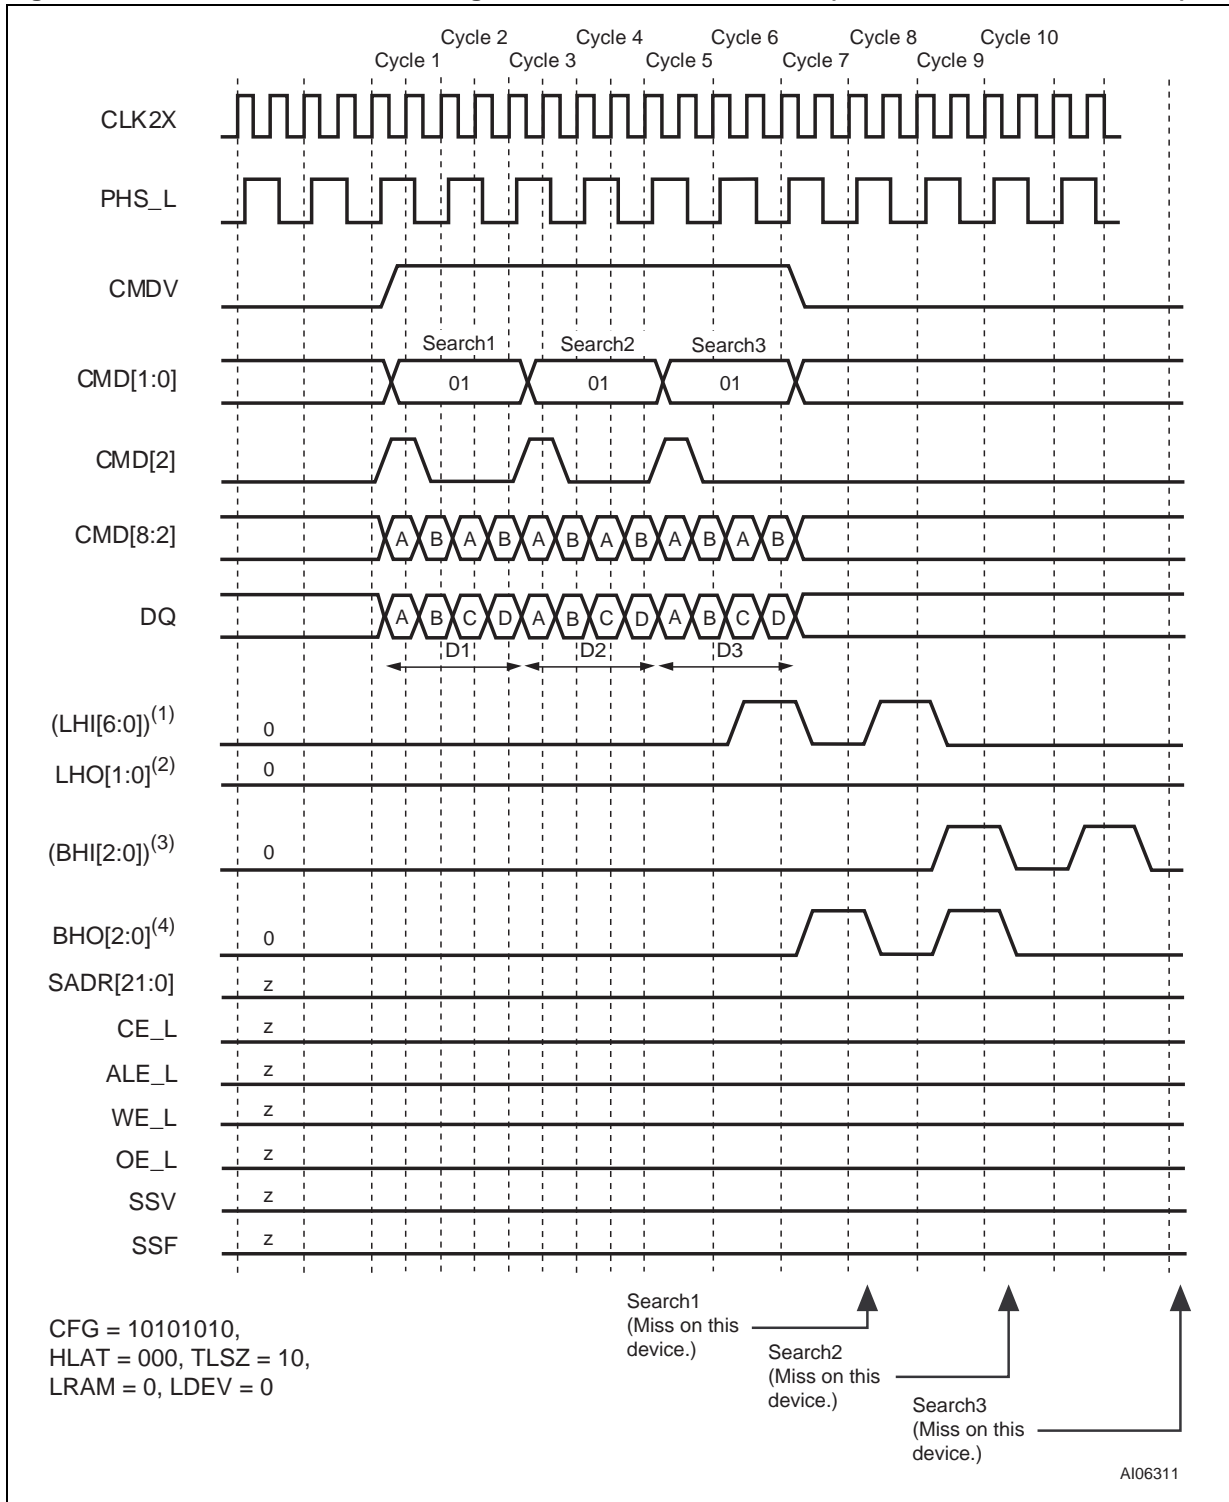 Cycle 2 Cycle 4 Cycle 6 Cycle 8 Cycle 10
Cycle 1 Cycle 3 Cycle 5 Cycle 7 Cycle 9
CLK2X
PHS_L
CMDV
Search1 Search2 Search3
CMD[1:0] 01 01 01
CMD[2]
CMD[8:2] A B A B A B A B A B A B
DQ A B C D A B C D A B C D
D1 D2 D3
(LHI[6:0])(1) 0
LHO[1:0](2) 0
(BHI[2:0])(3) 0
BHO[2:0](4) 0
SADR[21:0] z
CE_L z
ALE_L z
WE_L z
OE_L z
SSV z
SSF z
Search1
(Miss on this
device.)
Search2
(Miss on this
device.)
Search3
(Miss on this
device.)
CFG = 10101010,
HLAT = 000, TLSZ = 10,
LRAM = 0, LDEV = 0
AI06311